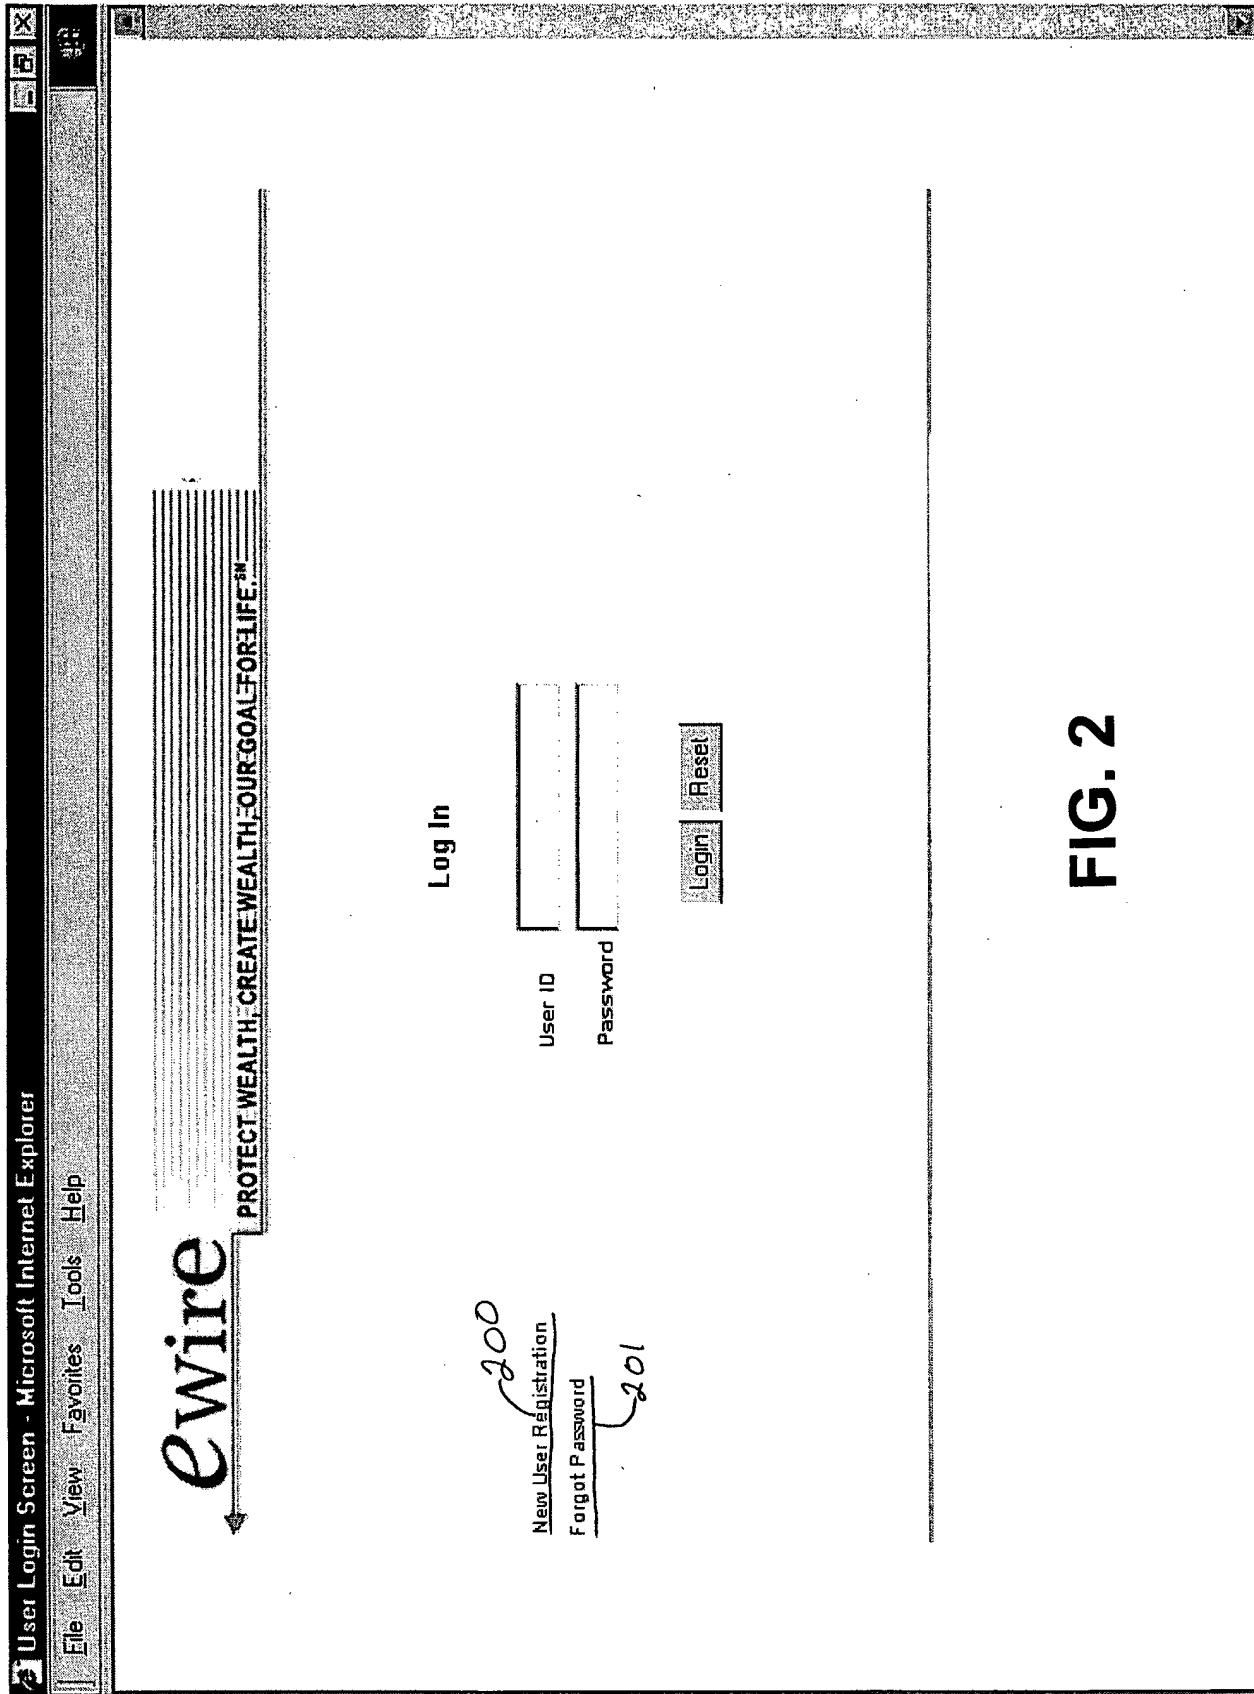 User Login Screen - Microsoft Internet Explorer
File Edit View Favorites Tools Help
ewire
PROTECT WEALTH, CREATE WEALTH, OUR GOAL FOR LIFE.SM
Log In
200
New User Registration
Forgot Password
201
User ID
Password
Login Reset
FIG. 2